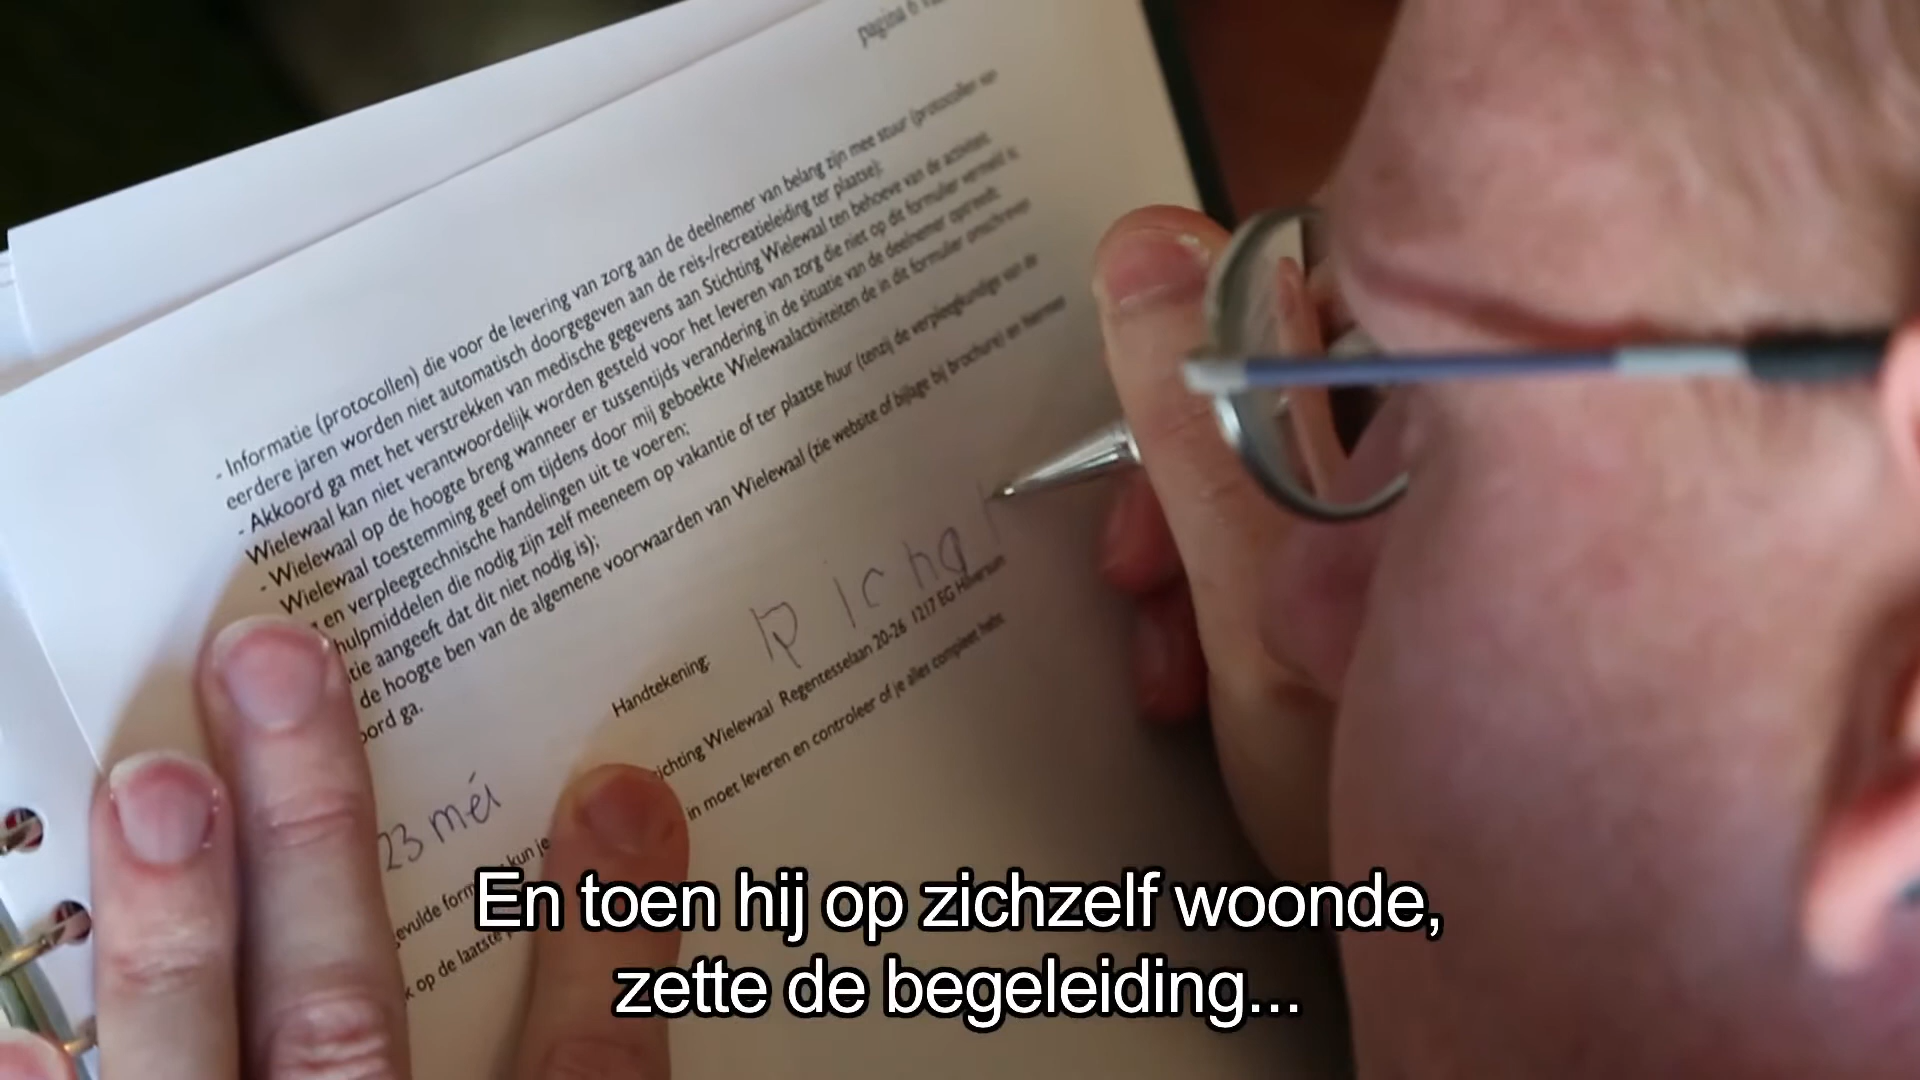 pagina 6
- Informatie (protocollen) die voor de levering van zorg aan de deelnemer van belang zijn mee stuur (protocollen van
eerdere jaren worden niet automatisch doorgegeven aan de reis-/recreatieleiding ter plaatse);
- Akkoord ga met het verstrekken van medische gegevens aan Stichting Wielewaal ten behoeve van de activiteit.
Wielewaal kan niet verantwoordelijk worden gesteld voor het leveren van zorg die niet op dit formulier vermeld is;
- Wielewaal op de hoogte breng wanneer er tussentijds verandering in de situatie van de deelnemer optreedt;
Wielewaal toestemming geef om tijdens door mij geboekte Wielewaalactiviteiten de in dit formulier omschreven
en verpleegtechnische handelingen uit te voeren;
hulpmiddelen die nodig zijn zelf meeneem op vakantie of ter plaatse huur (tenzij de verpleegkundige van de
tie aangeeft dat dit niet nodig is);
de hoogte ben van de algemene voorwaarden van Wielewaal (zie website of bijlage bij brochure) en hiermee
oord ga.
23 mei
Handtekening: Richar
ichting Wielewaal Regentesselaan 20-26 1217 EG Hilversum
gevulde form kun je in moet leveren en controleer of je alles compleet hebt
k op de laatste
En toen hij op zichzelf woonde,
zette de begeleiding...